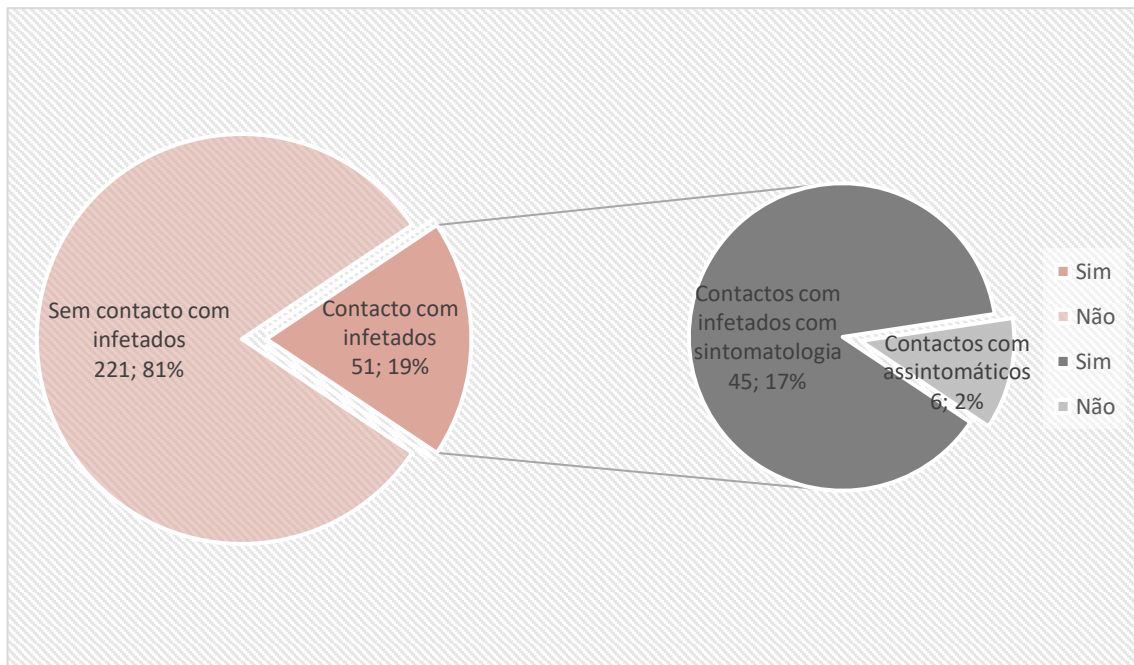 Sem contacto com
infetados
221; 81%
Contacto com
infetados
51; 19%
Contactos com
infetados com
sintomatologia
45; 17%
Contactos com
assintomáticos
6; 2%
Sim
Não
Sim
Não